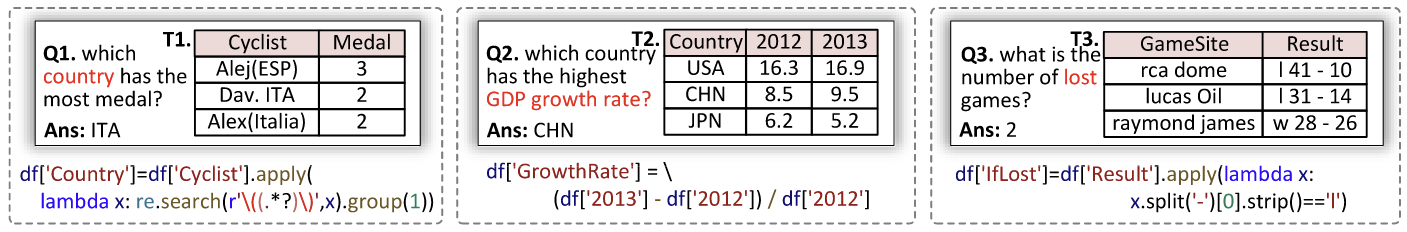 Q1. which country has the most medal?
Ans: ITA
T1.
Cyclist Medal
Alej(ESP) 3
Dav. ITA 2
Alex(Italia) 2
df['Country']=df['Cyclist'].apply(
lambda x: re.search(r'\((.*?)\)',x).group(1))
Q2. which country has the highest GDP growth rate?
Ans: CHN
T2.
Country 2012 2013
USA 16.3 16.9
CHN 8.5 9.5
JPN 6.2 5.2
df['GrowthRate'] = \
(df['2013'] - df['2012']) / df['2012']
Q3. what is the number of lost games?
Ans: 2
T3.
GameSite Result
rca dome l 41 - 10
lucas Oil l 31 - 14
raymond james w 28 - 26
df['IfLost']=df['Result'].apply(lambda x:
x.split('-')[0].strip()=='l')